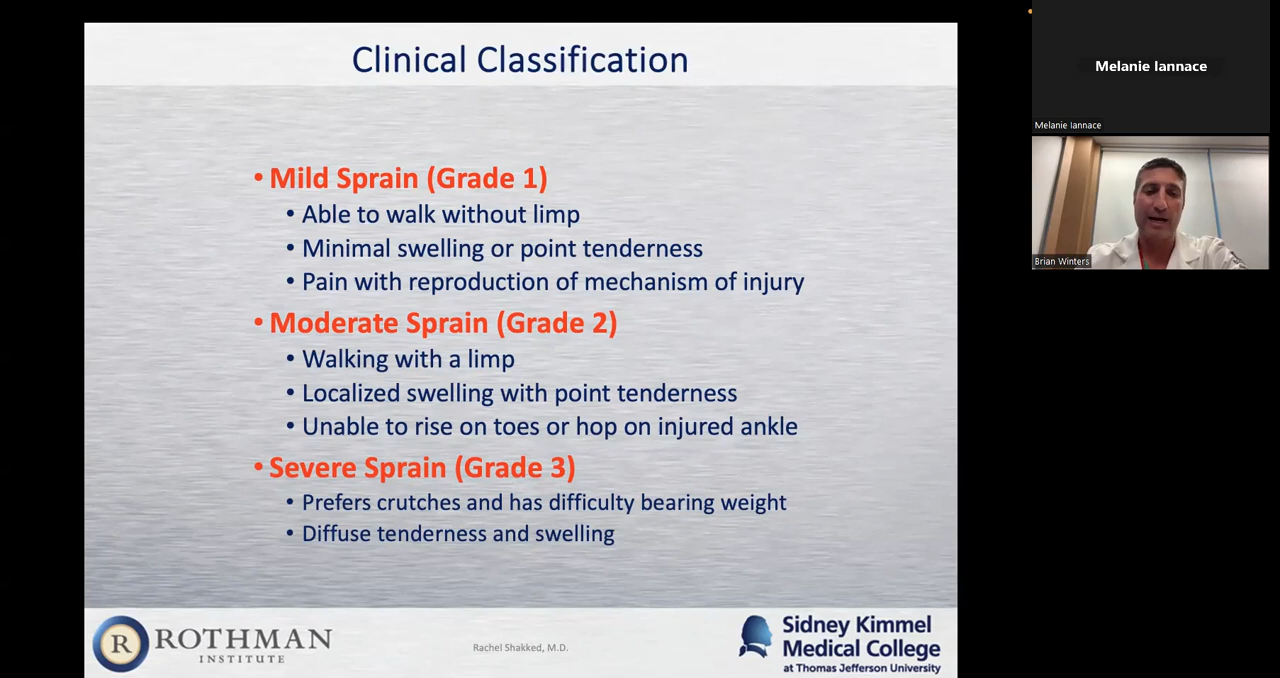 Clinical Classification
• Mild Sprain (Grade 1)
• Able to walk without limp
• Minimal swelling or point tenderness
• Pain with reproduction of mechanism of injury
• Moderate Sprain (Grade 2)
• Walking with a limp
• Localized swelling with point tenderness
• Unable to rise on toes or hop on injured ankle
• Severe Sprain (Grade 3)
• Prefers crutches and has difficulty bearing weight
• Diffuse tenderness and swelling
R ROTHMAN
INSTITUTE
Rachel Shakked, M.D.
Sidney Kimmel
Medical College
at Thomas Jefferson University
Melanie Iannace
Melanie Iannace
Brian Winters